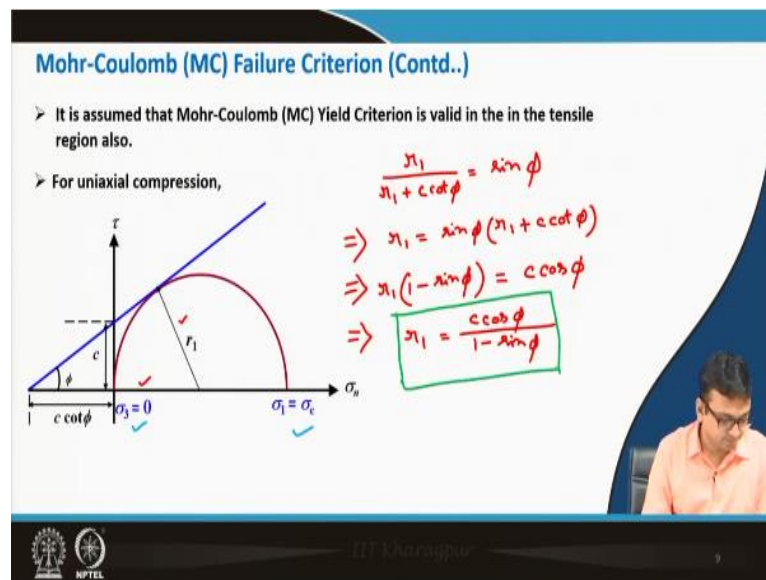 Mohr-Coulomb (MC) Failure Criterion (Contd..)
➤ It is assumed that Mohr-Coulomb (MC) Yield Criterion is valid in the in the tensile
region also.
➤ For uniaxial compression,
τ
c
ϕ
r₁
σₙ
c cotϕ
σ₃ = 0
σ₁ = σ_c
r₁ / (r₁ + c cot ϕ) = sin ϕ
⇒ r₁ = sin ϕ (r₁ + c cot ϕ)
⇒ r₁ (1 − sin ϕ) = c cos ϕ
⇒ r₁ = c cos ϕ / (1 − sin ϕ)
IIT Kharagpur
NPTEL
9